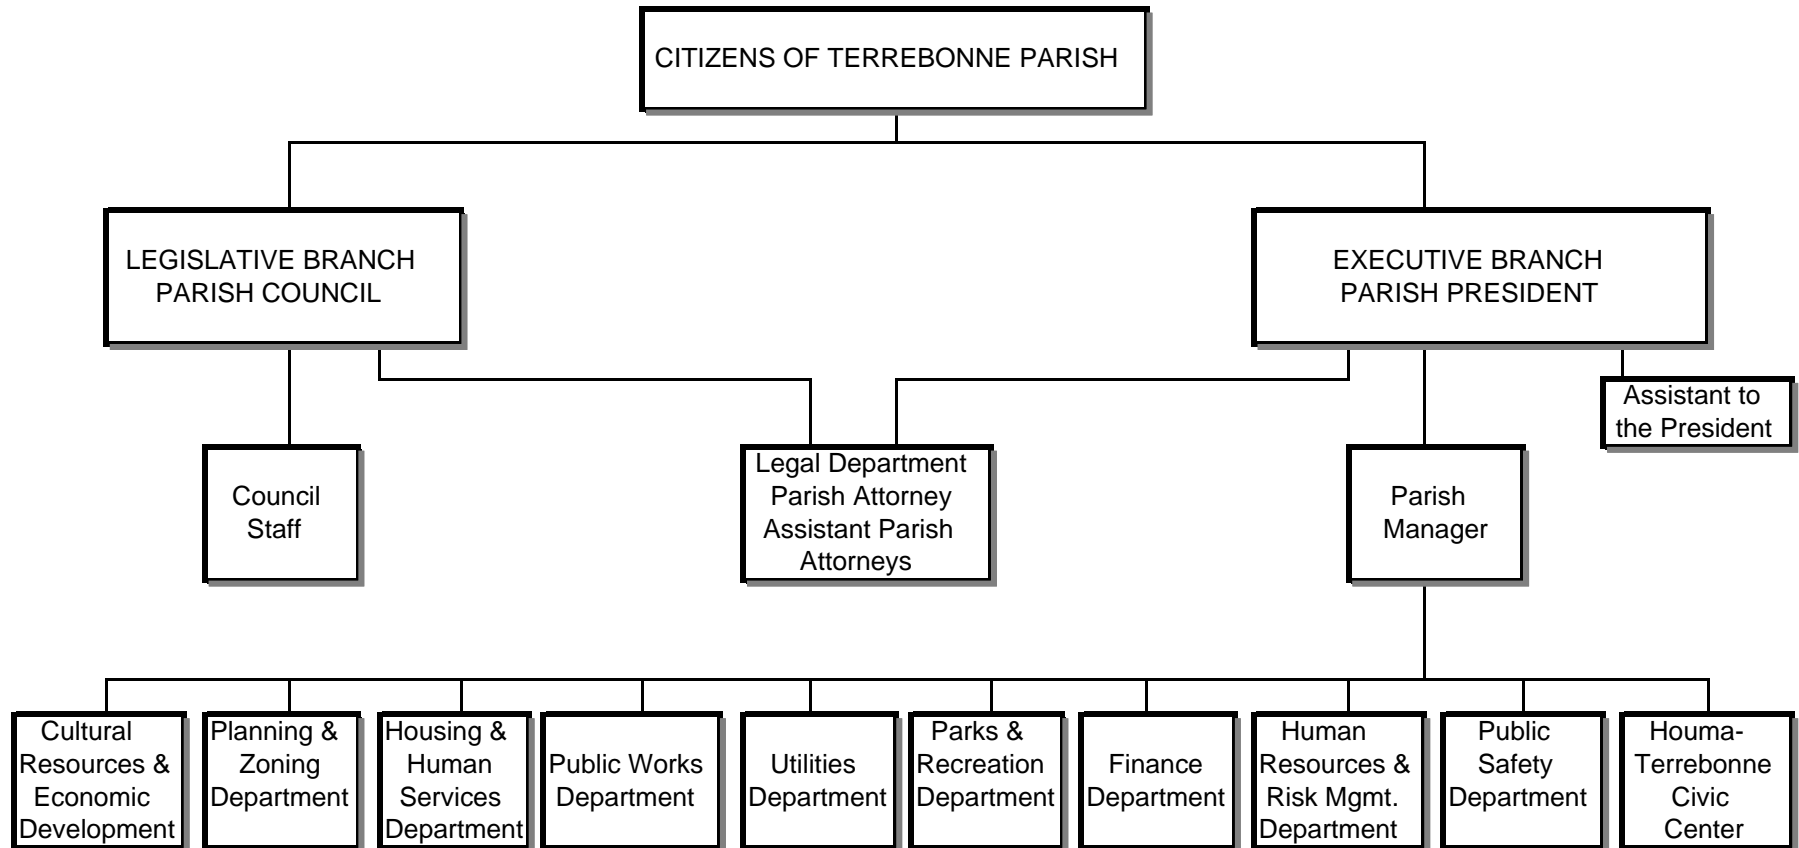 CITIZENS OF TERREBONNE PARISH
LEGISLATIVE BRANCH
PARISH COUNCIL
EXECUTIVE BRANCH
PARISH PRESIDENT
Assistant to
the President
Council
Staff
Legal Department
Parish Attorney
Assistant Parish
Attorneys
Parish
Manager
Cultural
Resources &
Economic
Development
Planning &
Zoning
Department
Housing &
Human
Services
Department
Public Works
Department
Utilities
Department
Parks &
Recreation
Department
Finance
Department
Human
Resources &
Risk Mgmt.
Department
Public
Safety
Department
Houma-
Terrebonne
Civic
Center